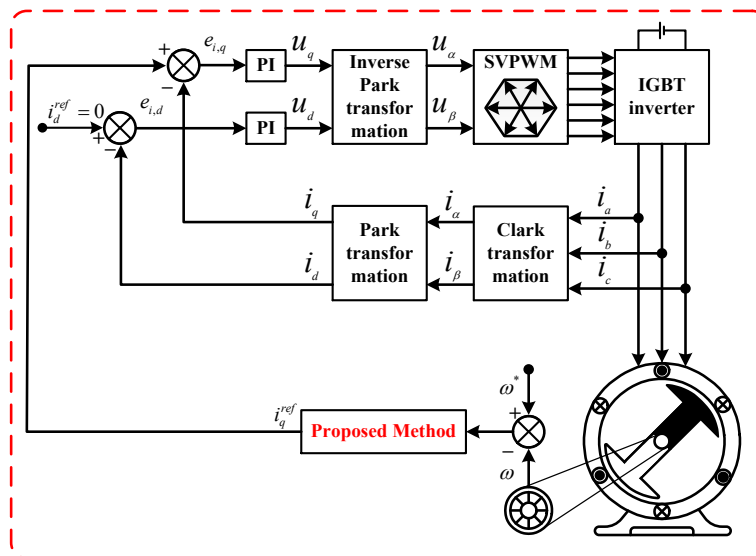 +
e_{i,q}
PI
u_q
Inverse
Park
transfor
mation
u_α
SVPWM
IGBT
inverter
−
i_d^{ref} = 0
+
−
e_{i,d}
PI
u_d
u_β
i_q
Park
transfor
mation
i_α
Clark
transfor
mation
i_a
i_b
i_c
i_d
i_β
ω*
+
i_q^{ref}
Proposed Method
−
ω